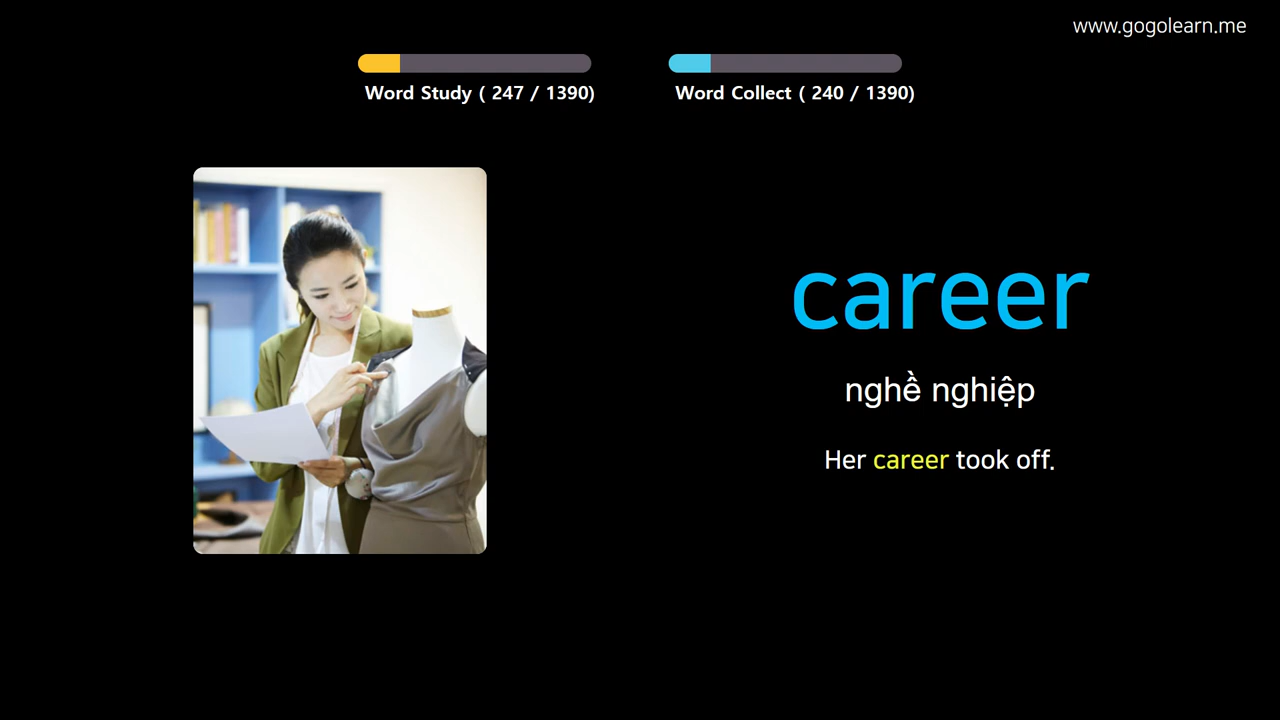 www.gogolearn.me
Word Study ( 247 / 1390)
Word Collect ( 240 / 1390)
career
nghề nghiệp
Her career took off.